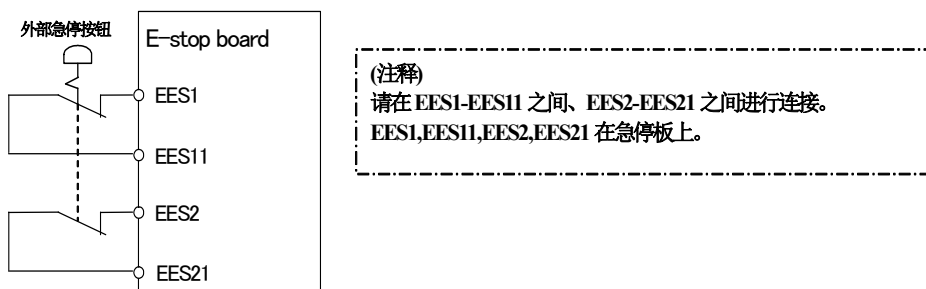 外部急停按钮
E-stop board
EES1
EES11
EES2
EES21
(注释)
请在 EES1-EES11 之间、EES2-EES21 之间进行连接。
EES1,EES11,EES2,EES21 在急停板上。